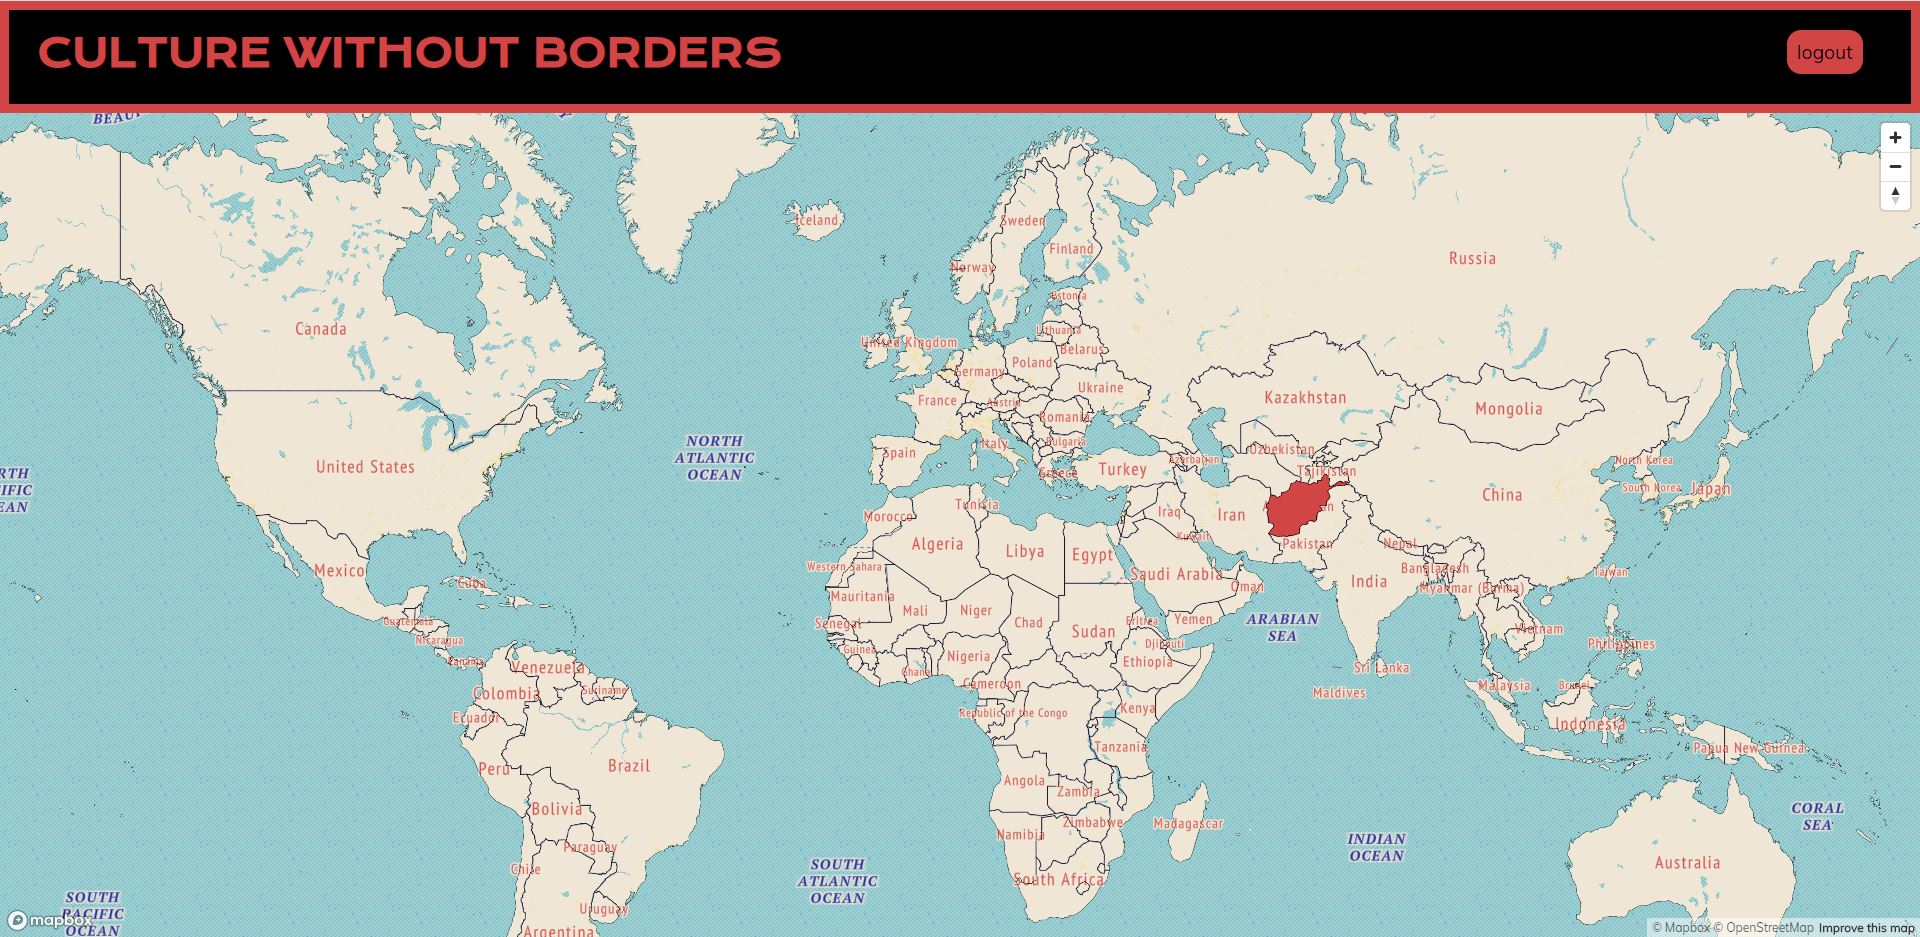 CULTURE WITHOUT BORDERS
logout
Iceland
Sweden
Finland
Norway
Russia
Estonia
Canada
Lithuania
United Kingdom
Belarus
Poland
Germany
Ukraine
France
Austria
Kazakhstan
Mongolia
Romania
NORTH
ATLANTIC
OCEAN
Italy
Bulgaria
Spain
Uzbekistan
Azerbaijan
North Korea
United States
Greece
Turkey
Tajikistan
South Korea
Japan
China
Tunisia
Morocco
Iraq
Iran
Kuwait
Algeria
Libya
Egypt
Pakistan
Nepal
Mexico
Cuba
Western Sahara
Saudi Arabia
Oman
India
Bangladesh
Taiwan
Myanmar (Burma)
Mauritania
Mali
Niger
Chad
Sudan
Eritrea
Yemen
ARABIAN
SEA
Guatemala
Nicaragua
Senegal
Vietnam
Philippines
Panama
Venezuela
Guinea
Ghana
Nigeria
Djibouti
Ethiopia
Sri Lanka
Colombia
Suriname
Cameroon
Maldives
Malaysia
Brunei
Ecuador
Republic of the Congo
Kenya
Indonesia
Peru
Brazil
Tanzania
Papua New Guinea
Bolivia
Angola
Zambia
CORAL
SEA
Namibia
Zimbabwe
Madagascar
INDIAN
OCEAN
Paraguay
Chile
SOUTH
ATLANTIC
OCEAN
South Africa
Australia
Uruguay
Argentina
SOUTH
PACIFIC
OCEAN
mapbox
© Mapbox © OpenStreetMap Improve this map